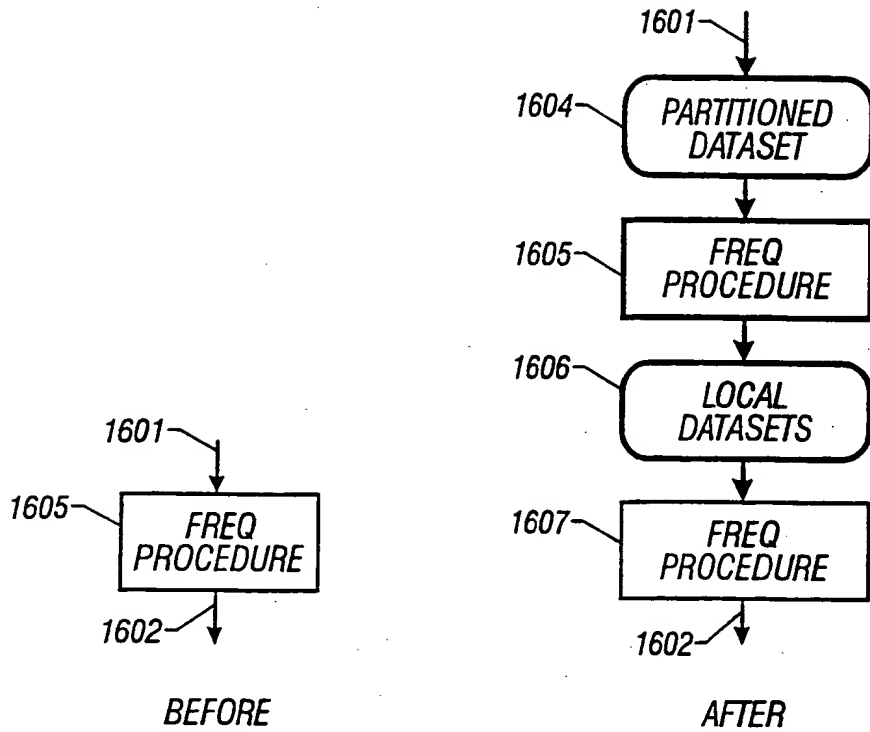 1601
1605
FREQ
PROCEDURE
1602
BEFORE
1601
1604
PARTITIONED
DATASET
1605
FREQ
PROCEDURE
1606
LOCAL
DATASETS
1607
FREQ
PROCEDURE
1602
AFTER